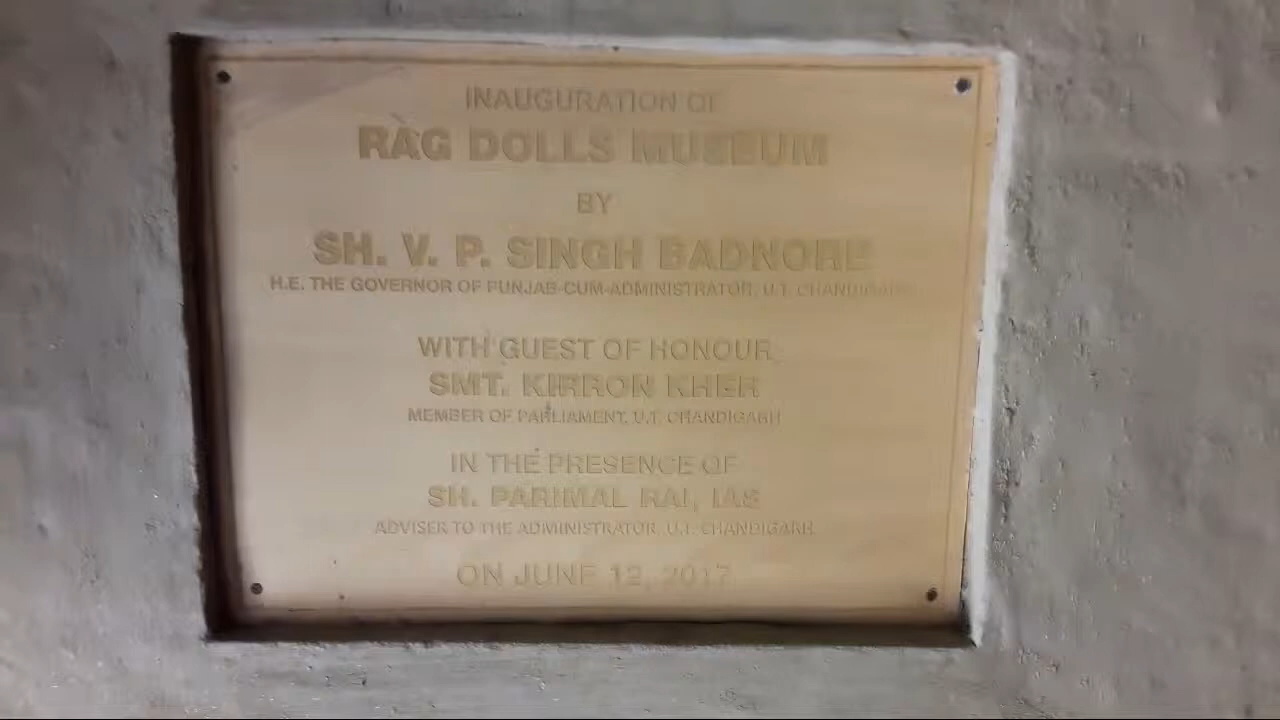 INAUGURATION OF
RAG DOLLS MUSEUM
BY
SH. V. P. SINGH BADNORE
H.E. THE GOVERNOR OF PUNJAB-CUM-ADMINISTRATOR, U.T. CHANDIGARH
WITH GUEST OF HONOUR
SMT. KIRRON KHER
MEMBER OF PARLIAMENT, U.T. CHANDIGARH
IN THE PRESENCE OF
SH. PARIMAL RAI, IAS
ADVISER TO THE ADMINISTRATOR, U.T. CHANDIGARH
ON JUNE 12, 2017